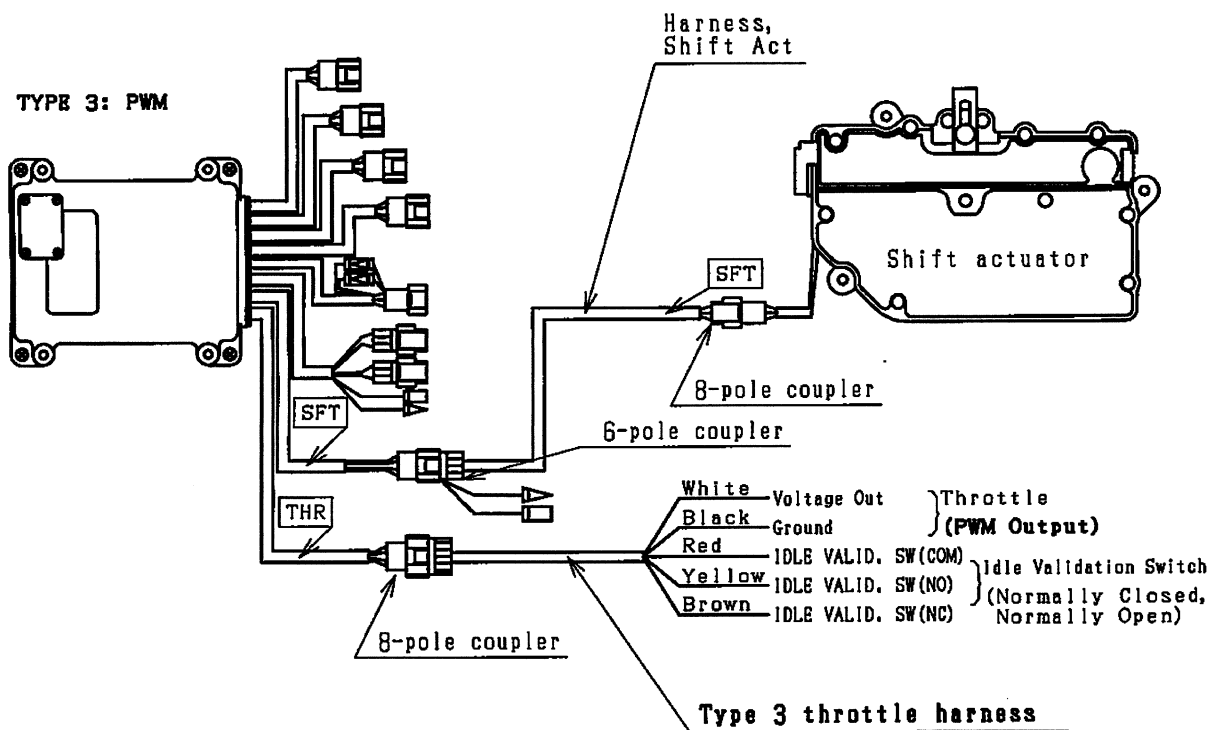 Harness,
Shift Act
TYPE 3: PWM
Shift actuator
SFT
8-pole coupler
SFT
6-pole coupler
THR
White Voltage Out
Black Ground
Throttle
(PWM Output)
Red IDLE VALID. SW(COM)
Yellow IDLE VALID. SW(NO)
Brown IDLE VALID. SW(NC)
Idle Validation Switch
(Normally Closed,
Normally Open)
8-pole coupler
Type 3 throttle harness